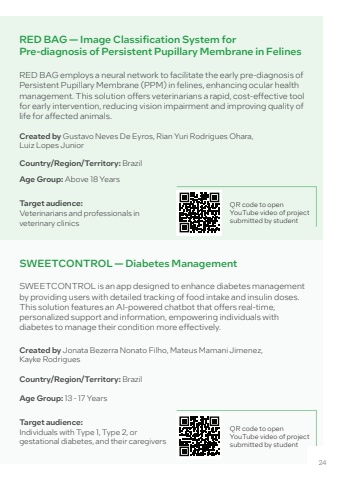 RED BAG — Image Classification System for
Pre-diagnosis of Persistent Pupillary Membrane in Felines
RED BAG employs a neural network to facilitate the early pre-diagnosis of
Persistent Pupillary Membrane (PPM) in felines, enhancing ocular health
management. This solution offers veterinarians a rapid, cost-effective tool
for early intervention, reducing vision impairment and improving quality of
life for affected animals.
Created by Gustavo Neves De Eyros, Rian Yuri Rodrigues Ohara,
Luiz Lopes Junior
Country/Region/Territory: Brazil
Age Group: Above 18 Years
Target audience:
Veterinarians and professionals in
veterinary clinics
QR code to open
YouTube video of project
submitted by student
SWEETCONTROL — Diabetes Management
SWEETCONTROL is an app designed to enhance diabetes management
by providing users with detailed tracking of food intake and insulin doses.
This solution features an AI-powered chatbot that offers real-time,
personalized support and information, empowering individuals with
diabetes to manage their condition more effectively.
Created by Jonata Bezerra Nonato Filho, Mateus Mamani Jimenez,
Kayke Rodrigues
Country/Region/Territory: Brazil
Age Group: 13 - 17 Years
Target audience:
Individuals with Type 1, Type 2, or
gestational diabetes, and their caregivers
QR code to open
YouTube video of project
submitted by student
24